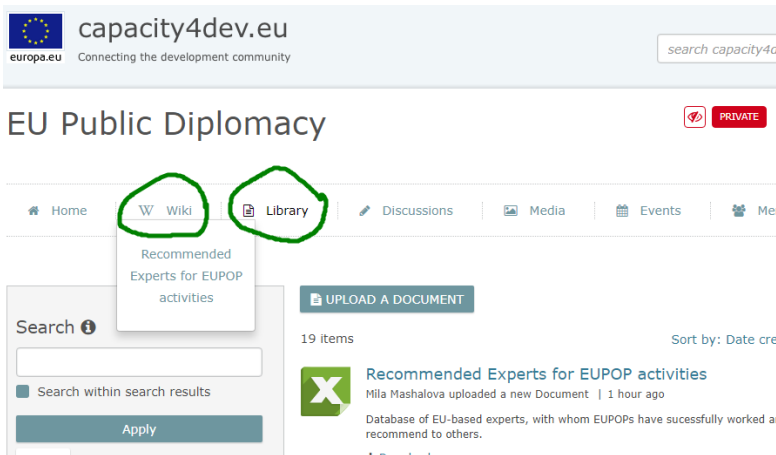 capacity4dev.eu
europa.eu
Connecting the development community
search capacity4d
EU Public Diplomacy
PRIVATE
Home
W Wiki
Library
Discussions
Media
Events
Me
Recommended
Experts for EUPOP
activities
UPLOAD A DOCUMENT
Search
19 items
Sort by: Date cre
Recommended Experts for EUPOP activities
Mila Mashalova uploaded a new Document | 1 hour ago
Search within search results
Database of EU-based experts, with whom EUPOPs have sucessfully worked a
recommend to others.
Apply